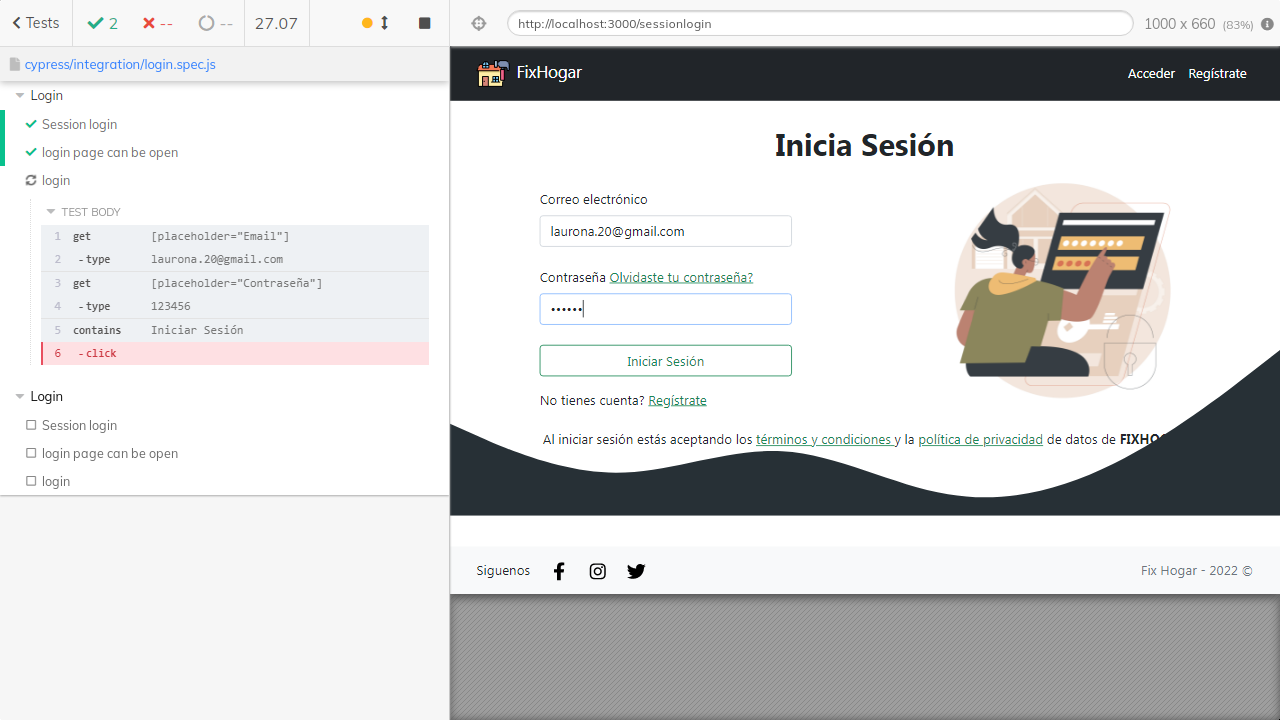 Tests
2
--
--
27.07
http://localhost:3000/sessionlogin
1000 x 660 (83%)
cypress/integration/login.spec.js
Login
Session login
login page can be open
login
TEST BODY
1 get [placeholder="Email"]
2 -type laurona.20@gmail.com
3 get [placeholder="Contraseña"]
4 -type 123456
5 contains Iniciar Sesión
6 -click
Login
Session login
login page can be open
login
FixHogar
Acceder Regístrate
Inicia Sesión
Correo electrónico
laurona.20@gmail.com
Contraseña Olvidaste tu contraseña?
••••••
Iniciar Sesión
No tienes cuenta? Regístrate
Al iniciar sesión estás aceptando los términos y condiciones y la política de privacidad de datos de
Siguenos
Fix Hogar - 2022 ©